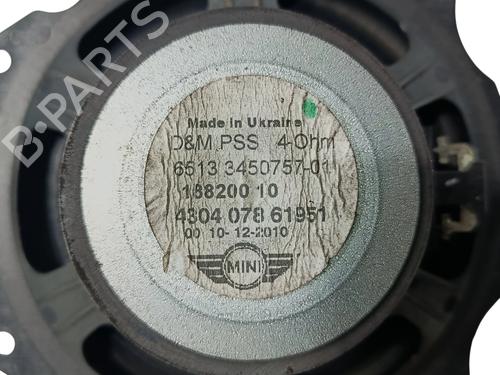 Made in Ukraine
D&M PSS 4-Ohm
6513 3450757-01
188200 10
4304 078 61951
00 10-12-2010
MINI
B-PARTS